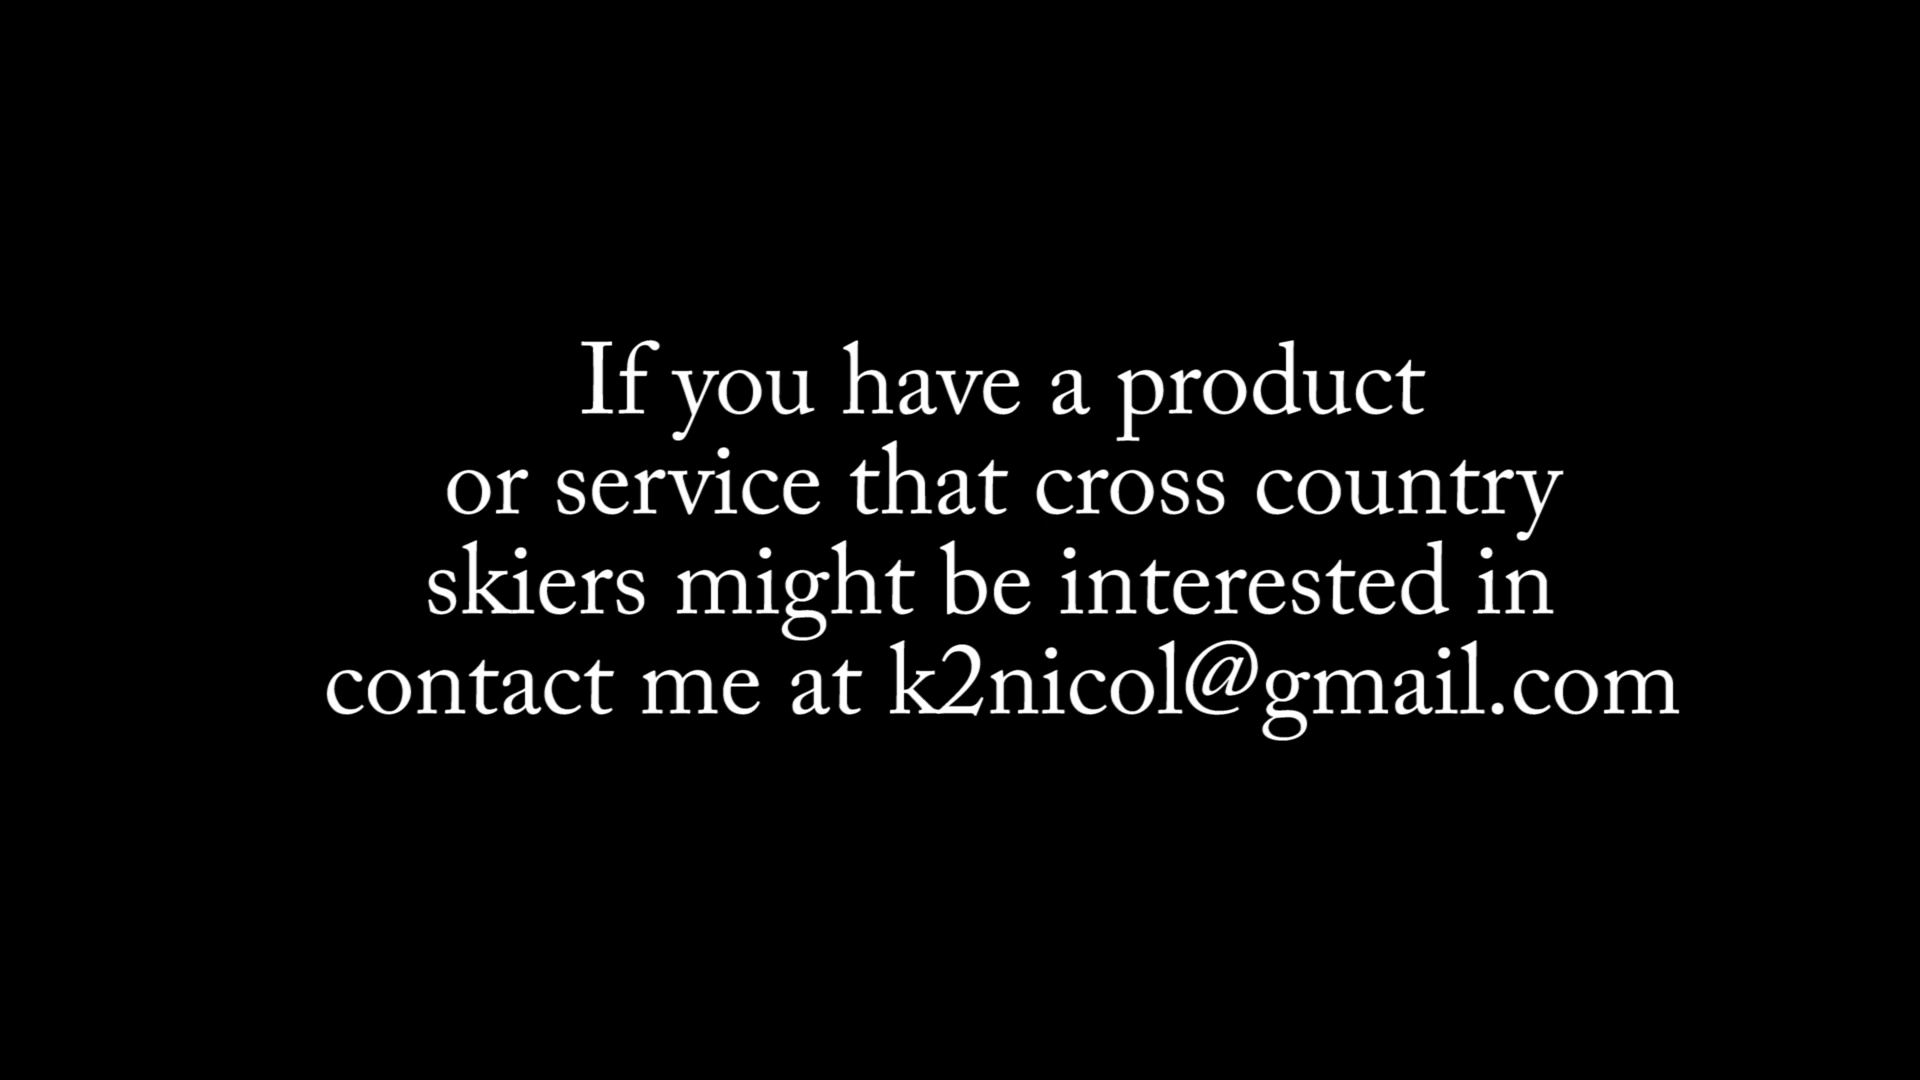 If you have a product
or service that cross country
skiers might be interested in
contact me at k2nicol@gmail.com